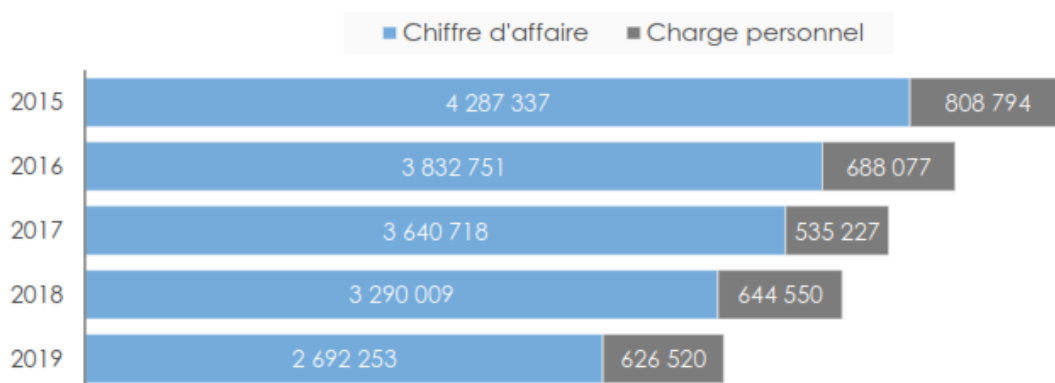 Chiffre d'affaire Charge personnel
2015 4 287 337 808 794
2016 3 832 751 688 077
2017 3 640 718 535 227
2018 3 290 009 644 550
2019 2 692 253 626 520